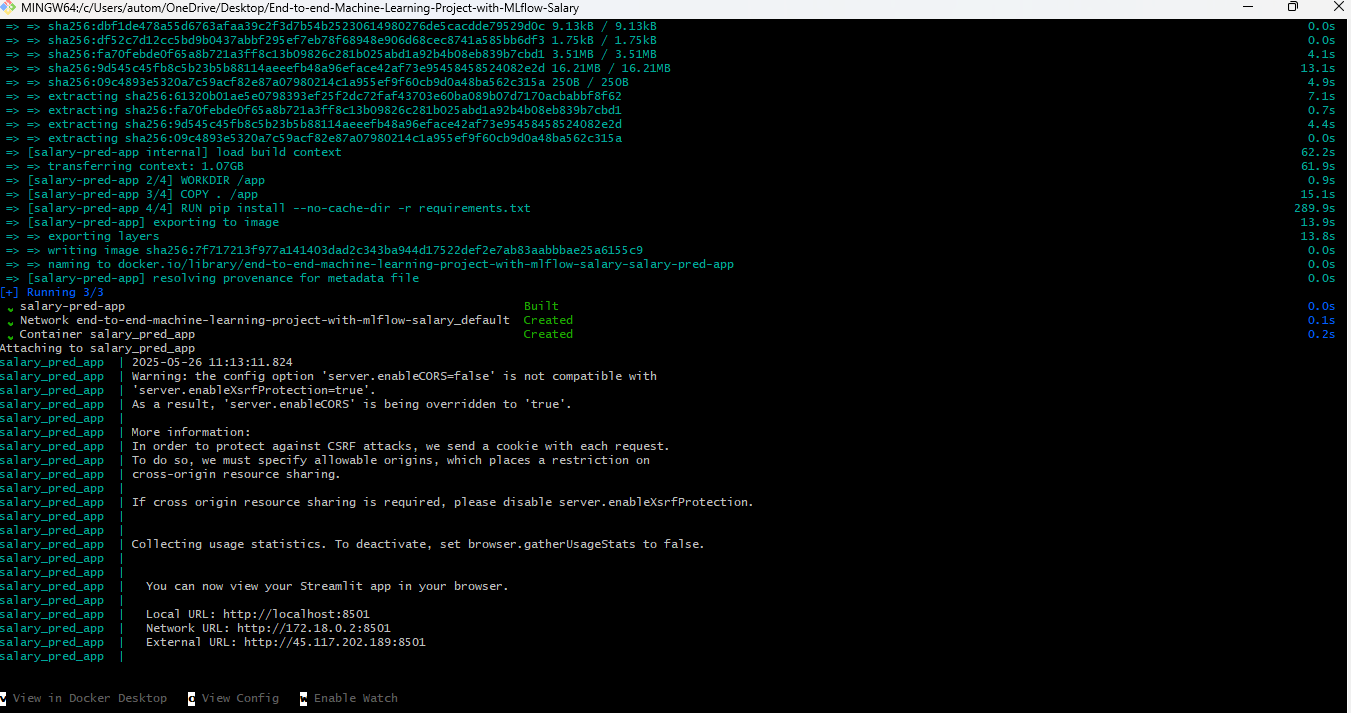 MINGW64:/c/Users/autom/OneDrive/Desktop/End-to-end-Machine-Learning-Project-with-MLflow-Salary
=> => sha256:dbf1de478a55d6763afaa39c2f3d7b54b25230614980276de5cacdde79529d0c 9.13kB / 9.13kB 0.0s
=> => sha256:df52c7d12cc5bd9b0437abbf295ef7eb78f68948e906d68cec8741a585bb6df3 1.75kB / 1.75kB 0.0s
=> => sha256:fa70febde0f65a8b721a3ff8c13b09826c281b025abd1a92b4b08eb839b7cbd1 3.51MB / 3.51MB 4.1s
=> => sha256:9d545c45fb8c5b23b5b88114aeeefb48a96eface42af73e95458458524082e2d 16.21MB / 16.21MB 13.1s
=> => sha256:09c4893e5320a7c59acf82e87a07980214c1a955ef9f60cb9d0a48ba562c315a 250B / 250B 4.9s
=> => extracting sha256:61320b01ae5e0798393ef25f2dc72faf43703e60ba089b07d7170acbabbf8f62 7.1s
=> => extracting sha256:fa70febde0f65a8b721a3ff8c13b09826c281b025abd1a92b4b08eb839b7cbd1 0.7s
=> => extracting sha256:9d545c45fb8c5b23b5b88114aeeefb48a96eface42af73e95458458524082e2d 4.4s
=> => extracting sha256:09c4893e5320a7c59acf82e87a07980214c1a955ef9f60cb9d0a48ba562c315a 0.0s
=> [salary-pred-app internal] load build context 62.2s
=> => transferring context: 1.07GB 61.9s
=> [salary-pred-app 2/4] WORKDIR /app 0.9s
=> [salary-pred-app 3/4] COPY . /app 15.1s
=> [salary-pred-app 4/4] RUN pip install --no-cache-dir -r requirements.txt 289.9s
=> [salary-pred-app] exporting to image 13.9s
=> => exporting layers 13.8s
=> => writing image sha256:7f717213f977a141403dad2c343ba944d17522def2e7ab83aabbbae25a6155c9 0.0s
=> => naming to docker.io/library/end-to-end-machine-learning-project-with-mlflow-salary-salary-pred-app 0.0s
=> [salary-pred-app] resolving provenance for metadata file 0.0s
[+] Running 3/3
salary-pred-app Built 0.0s
Network end-to-end-machine-learning-project-with-mlflow-salary_default Created 0.1s
Container salary_pred_app Created 0.2s
Attaching to salary_pred_app
salary_pred_app | 2025-05-26 11:13:11.824
salary_pred_app | Warning: the config option 'server.enableCORS=false' is not compatible with
salary_pred_app | 'server.enableXsrfProtection=true'.
salary_pred_app | As a result, 'server.enableCORS' is being overridden to 'true'.
salary_pred_app |
salary_pred_app | More information:
salary_pred_app | In order to protect against CSRF attacks, we send a cookie with each request.
salary_pred_app | To do so, we must specify allowable origins, which places a restriction on
salary_pred_app | cross-origin resource sharing.
salary_pred_app |
salary_pred_app | If cross origin resource sharing is required, please disable server.enableXsrfProtection.
salary_pred_app |
salary_pred_app |
salary_pred_app | Collecting usage statistics. To deactivate, set browser.gatherUsageStats to false.
salary_pred_app |
salary_pred_app |
salary_pred_app | You can now view your Streamlit app in your browser.
salary_pred_app |
salary_pred_app | Local URL: http://localhost:8501
salary_pred_app | Network URL: http://172.18.0.2:8501
salary_pred_app | External URL: http://45.117.202.189:8501
salary_pred_app |
v View in Docker Desktop o View Config w Enable Watch